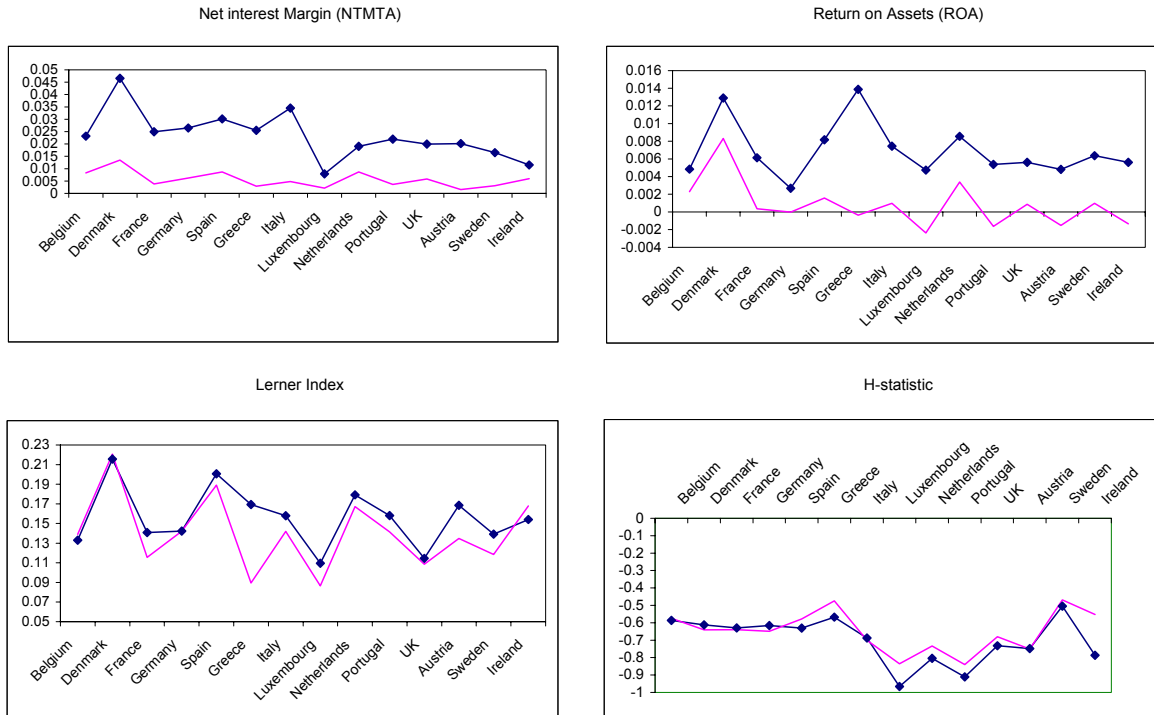 Net interest Margin (NTMTA)
0.05
0.045
0.04
0.035
0.03
0.025
0.02
0.015
0.01
0.005
0
Belgium
Denmark
France
Germany
Spain
Greece
Italy
Luxembourg
Netherlands
Portugal
UK
Austria
Sweden
Ireland
Return on Assets (ROA)
0.016
0.014
0.012
0.01
0.008
0.006
0.004
0.002
0
-0.002
-0.004
Belgium
Denmark
France
Germany
Spain
Greece
Italy
Luxembourg
Netherlands
Portugal
UK
Austria
Sweden
Ireland
Lerner Index
0.23
0.21
0.19
0.17
0.15
0.13
0.11
0.09
0.07
0.05
Belgium
Denmark
France
Germany
Spain
Greece
Italy
Luxembourg
Netherlands
Portugal
UK
Austria
Sweden
Ireland
H-statistic
Belgium
Denmark
France
Germany
Spain
Greece
Italy
Luxembourg
Netherlands
Portugal
UK
Austria
Sweden
Ireland
0
-0.1
-0.2
-0.3
-0.4
-0.5
-0.6
-0.7
-0.8
-0.9
-1